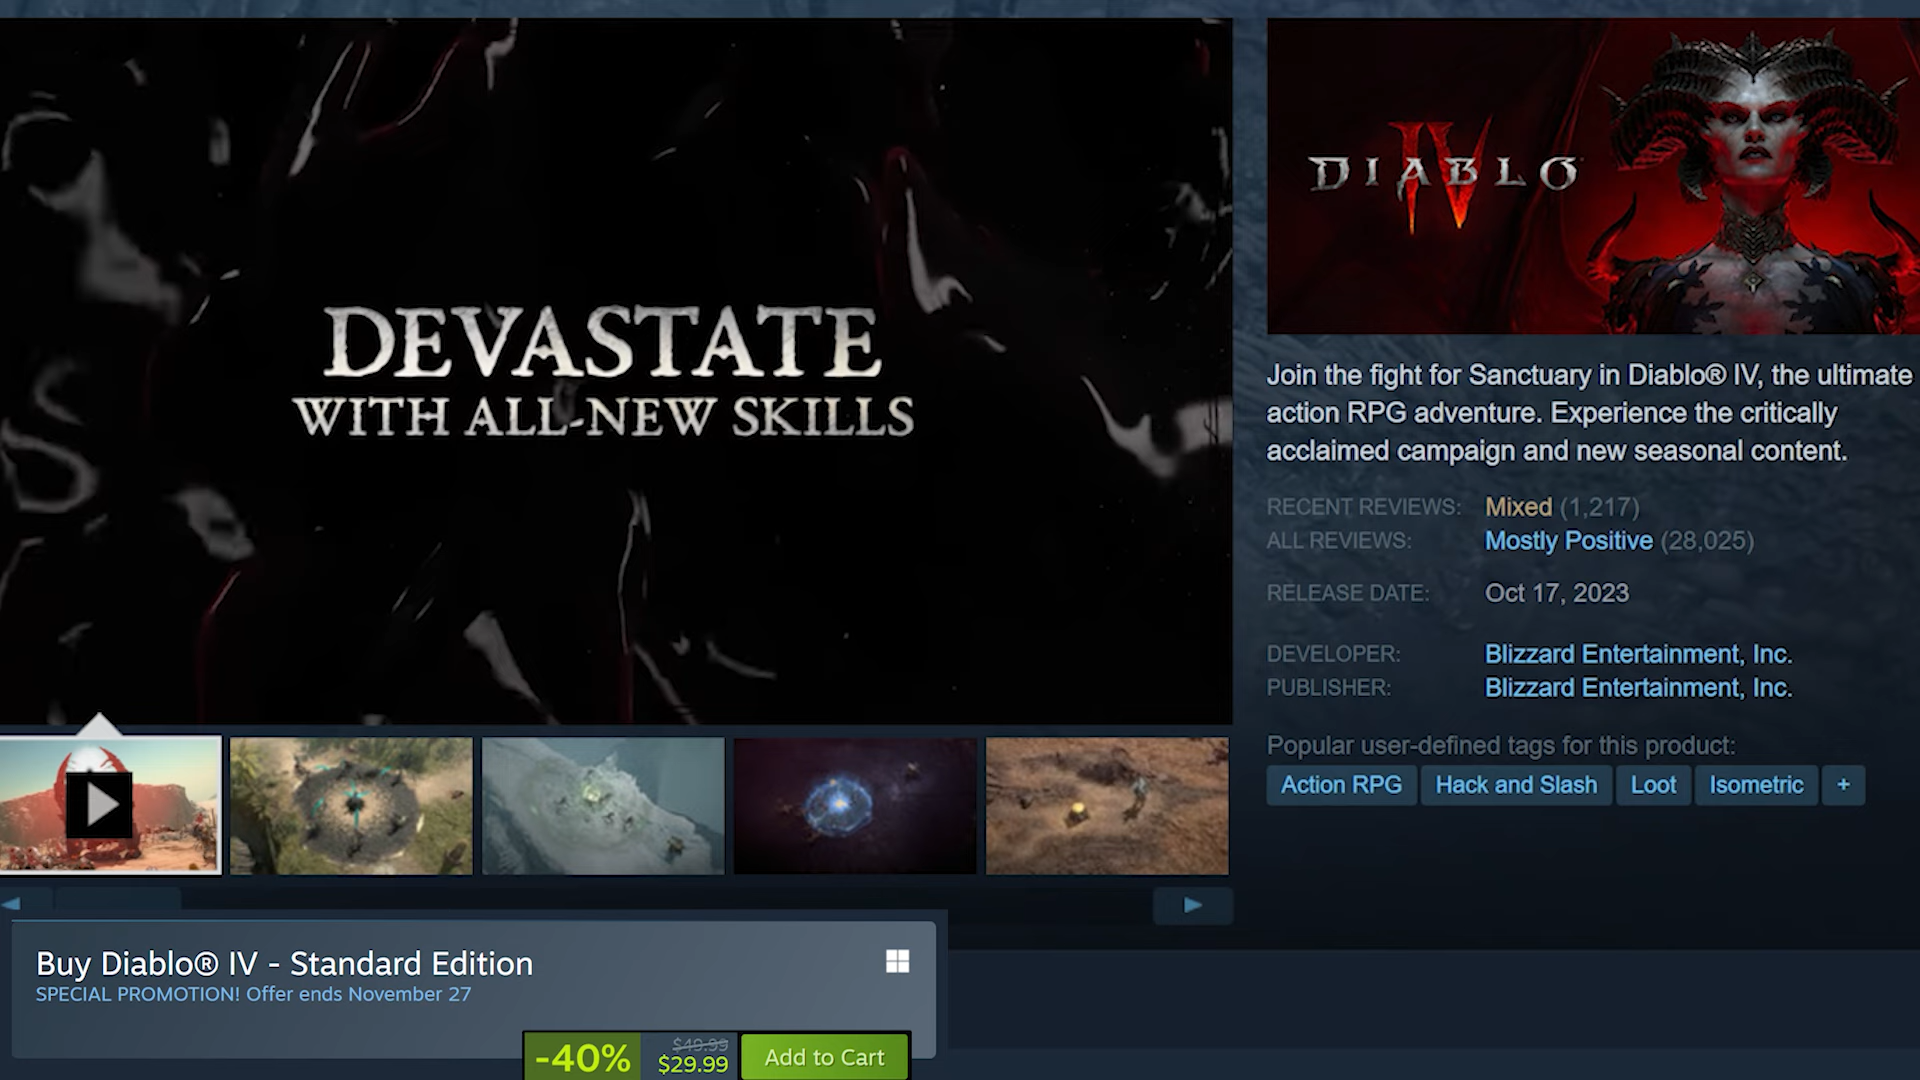 DEVASTATE
WITH ALL-NEW SKILLS
DIABLO
IV
Join the fight for Sanctuary in Diablo® IV, the ultimate
action RPG adventure. Experience the critically
acclaimed campaign and new seasonal content.
RECENT REVIEWS: Mixed (1,217)
ALL REVIEWS: Mostly Positive (28,025)
RELEASE DATE: Oct 17, 2023
DEVELOPER: Blizzard Entertainment, Inc.
PUBLISHER: Blizzard Entertainment, Inc.
Popular user-defined tags for this product:
Action RPG Hack and Slash Loot Isometric +
Buy Diablo® IV - Standard Edition
SPECIAL PROMOTION! Offer ends November 27
-40% $49.99 $29.99 Add to Cart